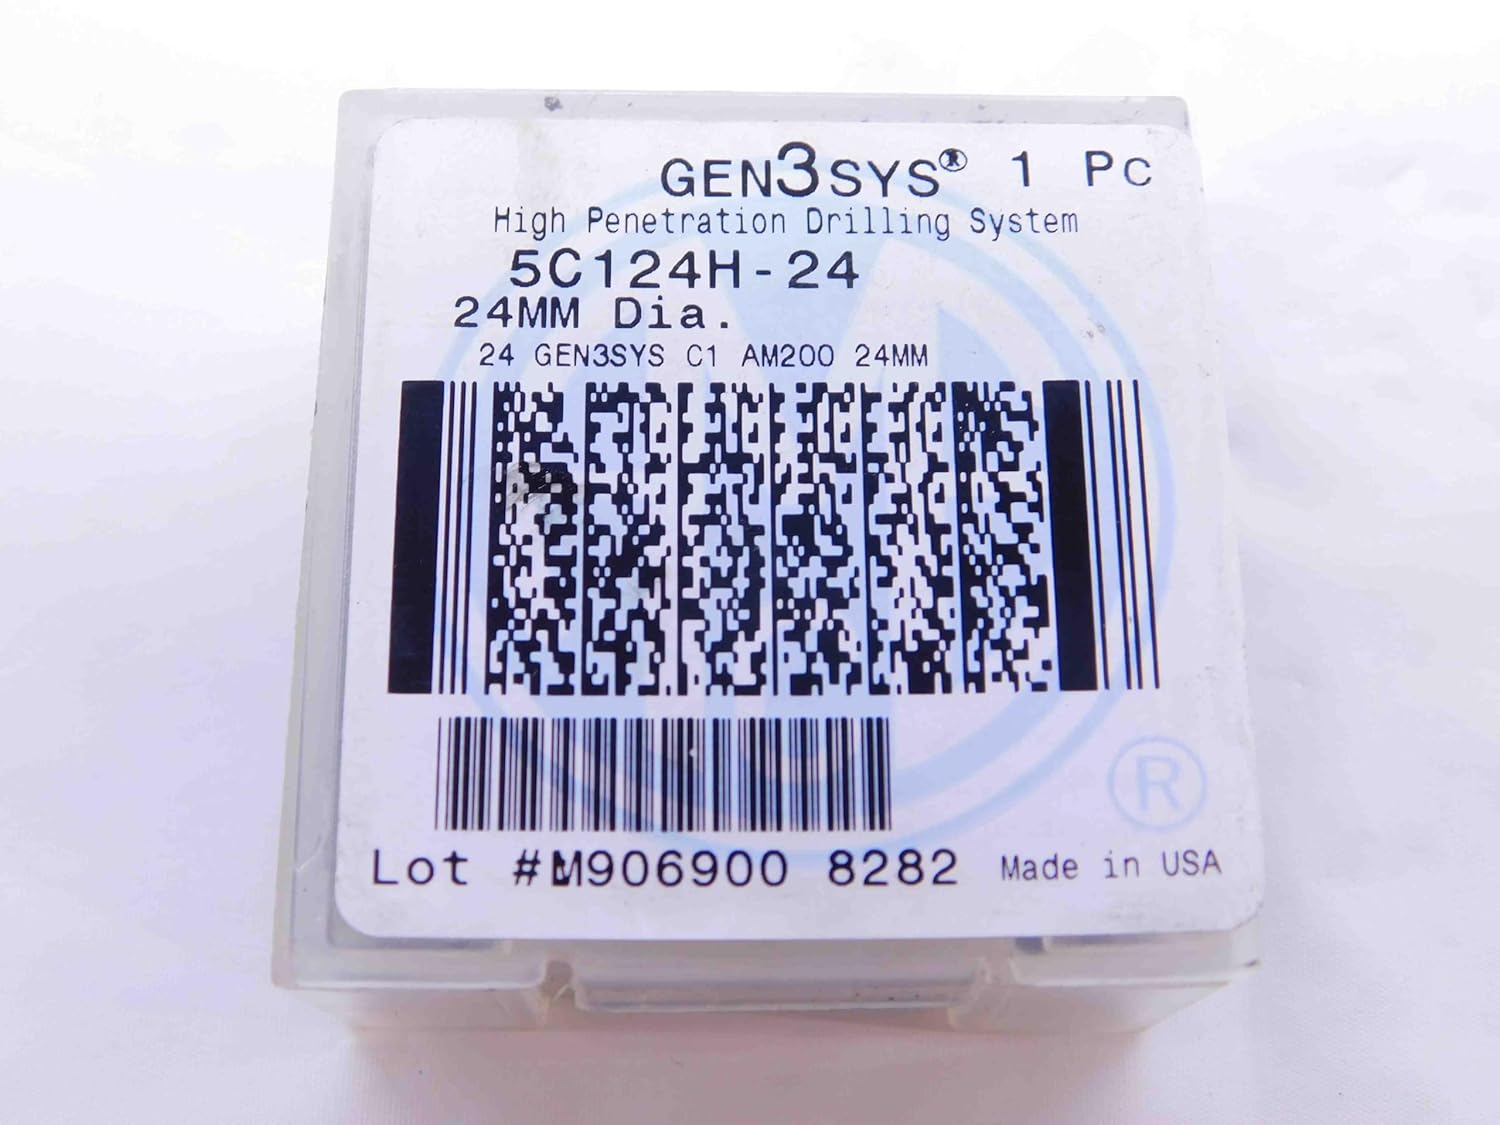 GEN3SYS® 1 Pc
High Penetration Drilling System
5C124H-24
24MM Dia.
24 GEN3SYS C1 AM200 24MM
®
Lot #M906900 8282 Made in USA